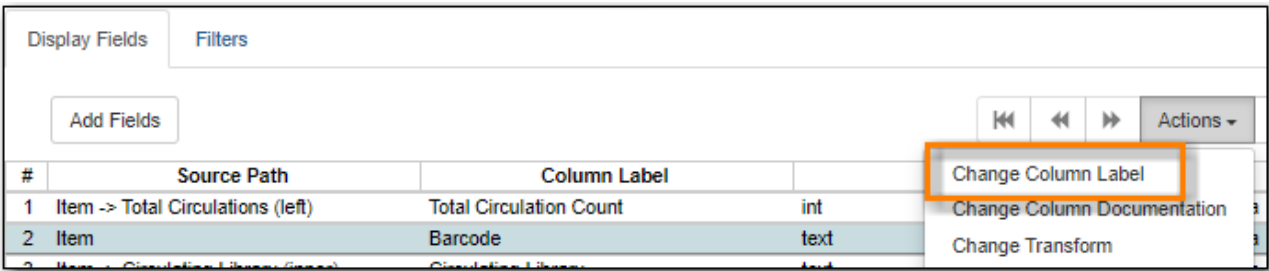 Display Fields Filters
Add Fields Actions
Change Column Label
# Source Path Column Label
1 Item -> Total Circulations (left) Total Circulation Count int
Change Column Documentation
2 Item Barcode text
Change Transform